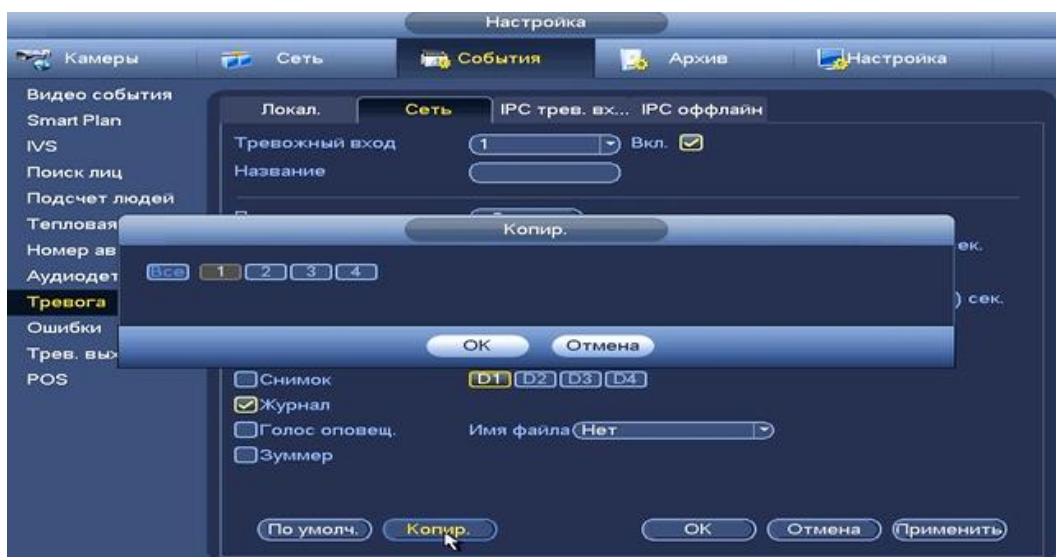 Настройка
Камеры Сеть События Архив Настройка
Видео события
Smart Plan
IVS
Поиск лиц
Подсчет людей
Тепловая
Номер ав
Аудиодет
Тревога
Ошибки
Трев. вых
POS
Локал. Сеть IPC трев. вх... IPC оффлайн
Тревожный вход 1 Вкл.
Название
ек.
) сек.
Копир.
Все 1 2 3 4
OK Отмена
Снимок D1 D2 D3 D4
Журнал
Голос оповещ. Имя файла Нет
Зуммер
По умолч. Копир. OK Отмена Применить